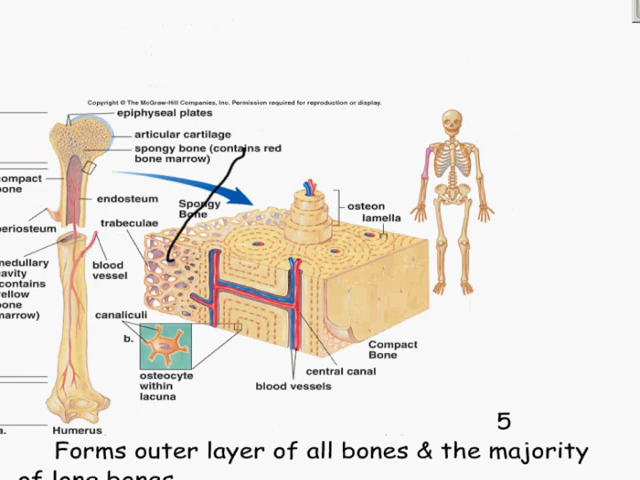 Copyright © The McGraw-Hill Companies, Inc. Permission required for reproduction or display.
epiphyseal plates
articular cartilage
spongy bone (contains red
bone marrow)
compact
bone
endosteum
Spongy
Bone
osteon
lamella
periosteum
trabeculae
medullary
cavity
contains
yellow
bone
marrow)
blood
vessel
canaliculi
b.
osteocyte
within
lacuna
Compact
Bone
central canal
blood vessels
a.
Humerus
5
Forms outer layer of all bones & the majority
of long bones